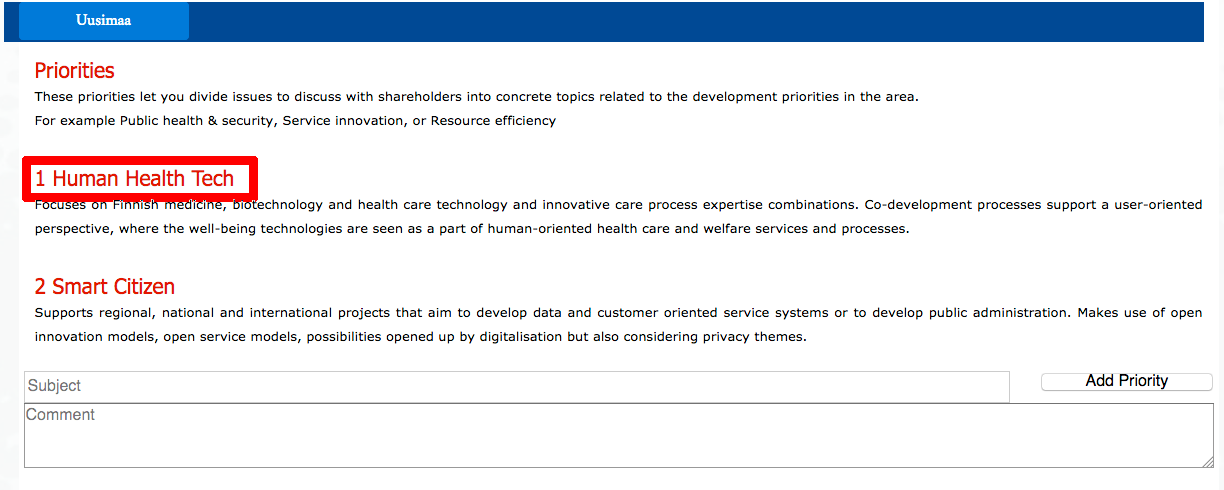 Uusimaa
Priorities
These priorities let you divide issues to discuss with shareholders into concrete topics related to the development priorities in the area.
For example Public health & security, Service innovation, or Resource efficiency
1 Human Health Tech
Focuses on Finnish medicine, biotechnology and health care technology and innovative care process expertise combinations. Co-development processes support a user-oriented
perspective, where the well-being technologies are seen as a part of human-oriented health care and welfare services and processes.
2 Smart Citizen
Supports regional, national and international projects that aim to develop data and customer oriented service systems or to develop public administration. Makes use of open
innovation models, open service models, possibilities opened up by digitalisation but also considering privacy themes.
Subject
Add Priority
Comment